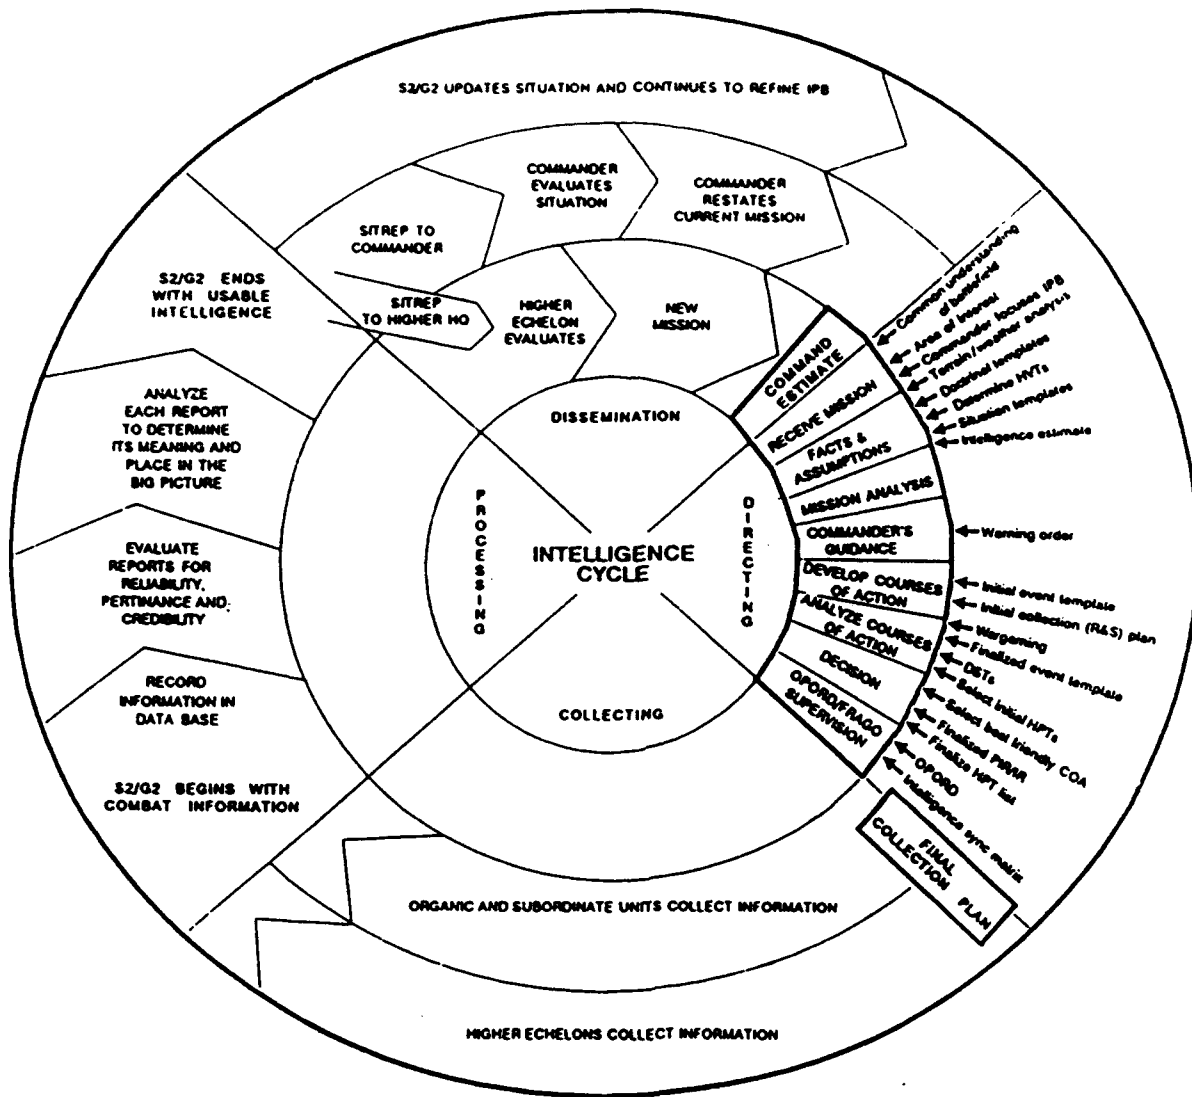 S2/G2 UPDATES SITUATION AND CONTINUES TO REFINE IPB
COMMANDER
EVALUATES
SITUATION
COMMANDER
RESTATES
CURRENT MISSION
SITREP TO
COMMANDER
SITREP
TO HIGHER HQ
HIGHER
ECHELON
EVALUATES
NEW
MISSION
S2/G2 ENDS
WITH USABLE
INTELLIGENCE
ANALYZE
EACH REPORT
TO DETERMINE
ITS MEANING AND
PLACE IN THE
BIG PICTURE
EVALUATE
REPORTS FOR
RELIABILITY,
PERTINANCE AND
CREDIBILITY
RECORD
INFORMATION IN
DATA BASE
S2/G2 BEGINS WITH
COMBAT INFORMATION
DISSEMINATION
PROCESSING
INTELLIGENCE
CYCLE
DIRECTING
COLLECTING
COMMAND
ESTIMATE
RECEIVE MISSION
FACTS &
ASSUMPTIONS
MISSION ANALYSIS
COMMANDER'S
GUIDANCE
DEVELOP COURSES
OF ACTION
ANALYZE COURSES
OF ACTION
DECISION
OPORD/FRAGO
SUPERVISION
Common understanding
of battlefield
Area of interest
Commander focuses IPB
Terrain/weather analysis
Doctrinal templates
Determine HVTs
Situation templates
Intelligence estimate
Warning order
Initial event template
Initial collection (R&S) plan
Wargaming
Finalized event template
DSTs
Select initial HPTs
Select best friendly COA
Finalized PIR/IR
Finalize HPT list
OPORD
Intelligence sync matrix
FINAL
COLLECTION PLAN
ORGANIC AND SUBORDINATE UNITS COLLECT INFORMATION
HIGHER ECHELONS COLLECT INFORMATION